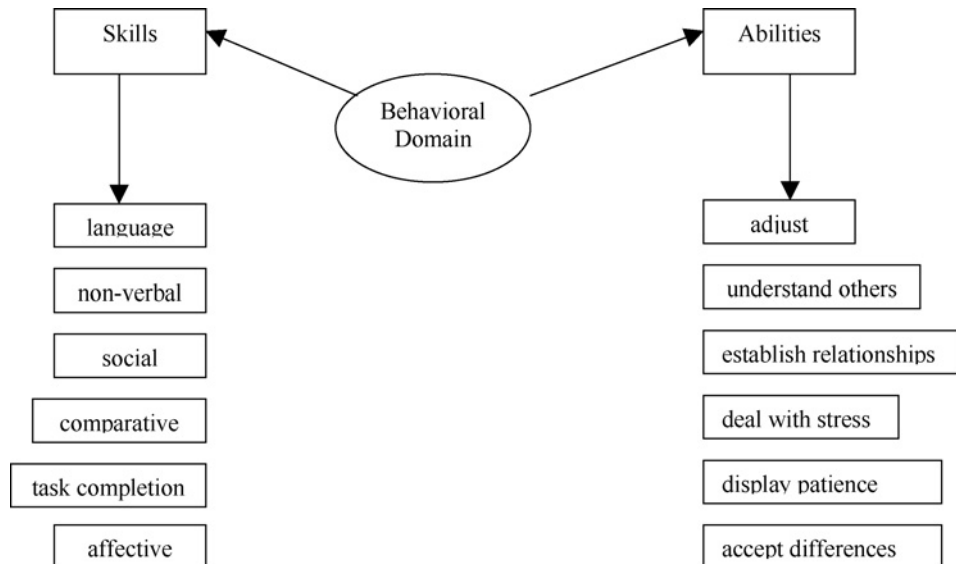 Skills
Abilities
Behavioral
Domain
language
adjust
non-verbal
understand others
social
establish relationships
comparative
deal with stress
task completion
display patience
affective
accept differences